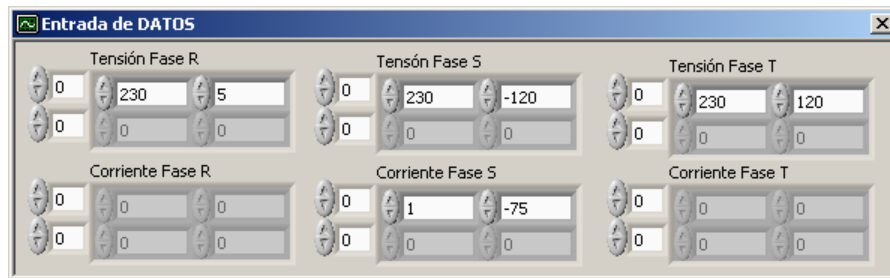 Entrada de DATOS
Tensión Fase R
Tensón Fase S
Tensión Fase T
0 230 5
0 230 -120
0 230 120
0 0 0
0 0 0
0 0 0
Corriente Fase R
Corriente Fase S
Corriente Fase T
0 0 0
0 1 -75
0 0 0
0 0 0
0 0 0
0 0 0